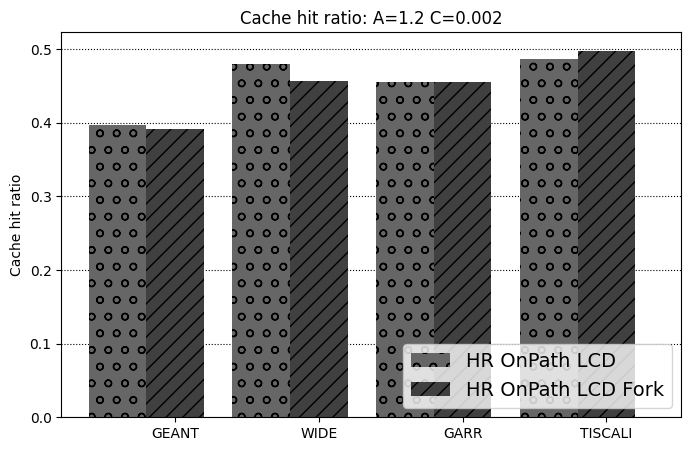 Cache hit ratio: A=1.2 C=0.002
Cache hit ratio
0.5
0.4
0.3
0.2
0.1
0.0
GEANT WIDE GARR TISCALI
HR OnPath LCD
HR OnPath LCD Fork